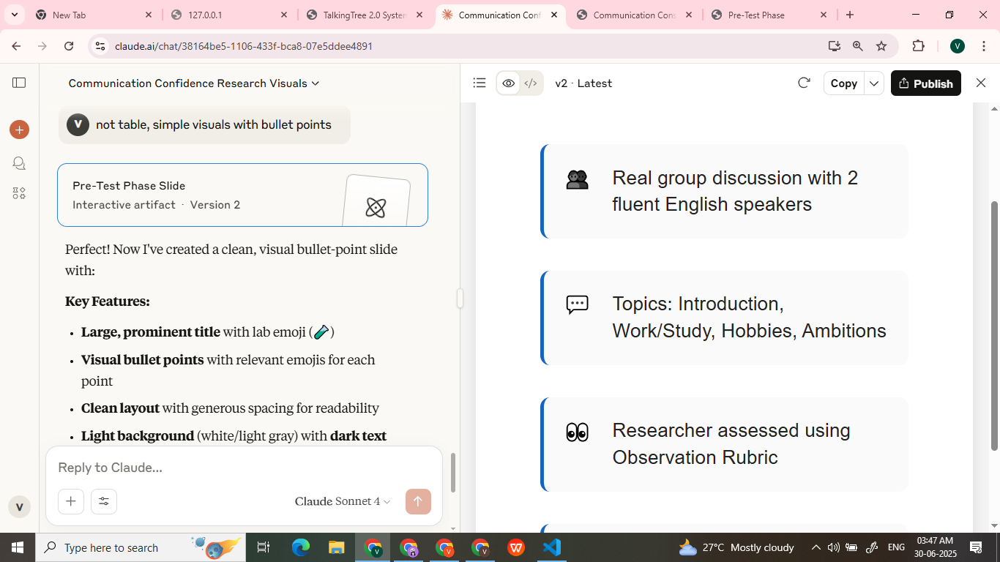 New Tab
127.0.0.1
TalkingTree 2.0 System
Communication Conf
Communication Cons
Pre-Test Phase
claude.ai/chat/38164be5-1106-433f-bca8-07e5ddee4891
V
Communication Confidence Research Visuals
v2 · Latest
Copy
Publish
V
not table, simple visuals with bullet points
Pre-Test Phase Slide
Interactive artifact · Version 2
Perfect! Now I've created a clean, visual bullet-point slide
with:
Key Features:
• Large, prominent title with lab emoji (🧪)
• Visual bullet points with relevant emojis for each
point
• Clean layout with generous spacing for readability
• Light background (white/light gray) with dark text
Reply to Claude...
Claude Sonnet 4
V
Real group discussion with 2
fluent English speakers
Topics: Introduction,
Work/Study, Hobbies, Ambitions
Researcher assessed using
Observation Rubric
Type here to search
27°C Mostly cloudy
ENG
03:47 AM
30-06-2025